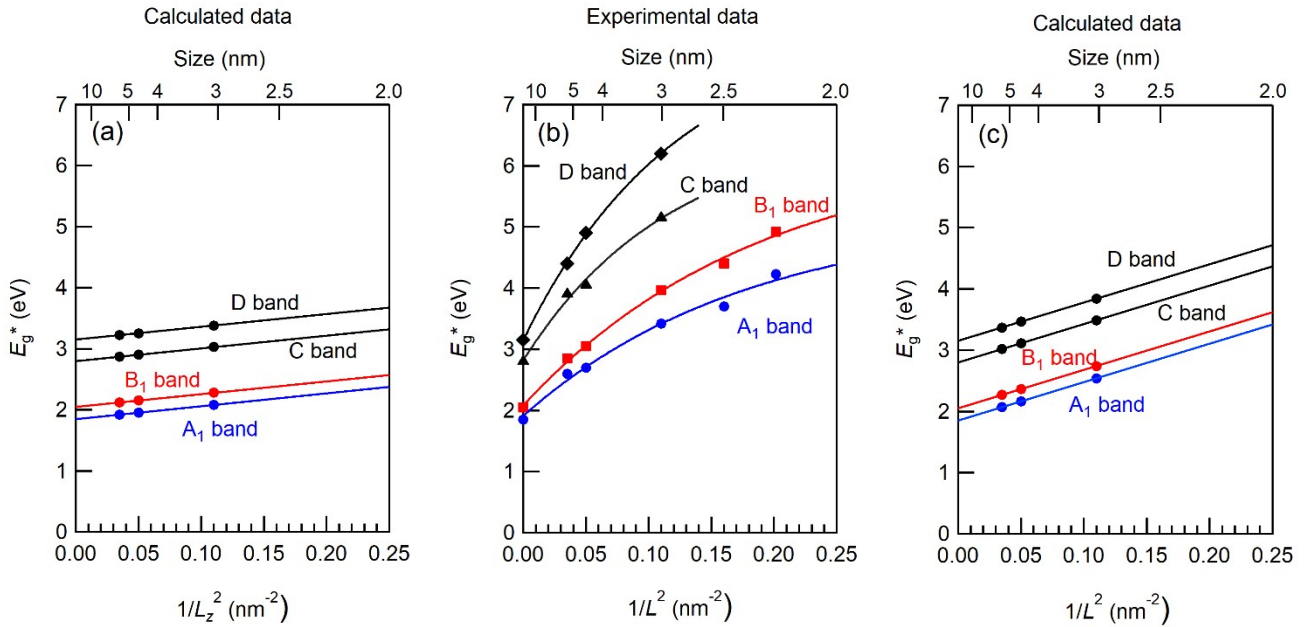 Calculated data
Size (nm)
10 6 5 4 3 2.5 2.0
(a)
7
6
5
4
3
2
1
0
E_g* (eV)
D band
C band
B₁ band
A₁ band
0.00 0.05 0.10 0.15 0.20 0.25
1/L_z² (nm⁻²)
Experimental data
Size (nm)
10 5 3 2.5 2.0
(b)
7
6
5
4
3
2
1
0
E_g* (eV)
D band
C band
B₁ band
A₁ band
0.00 0.05 0.10 0.15 0.20 0.25
1/L² (nm⁻²)
Calculated data
Size (nm)
10 6 5 4 3 2.5 2.0
(c)
7
6
5
4
3
2
1
0
E_g* (eV)
D band
C band
B₁ band
A₁ band
0.00 0.05 0.10 0.15 0.20 0.25
1/L² (nm⁻²)